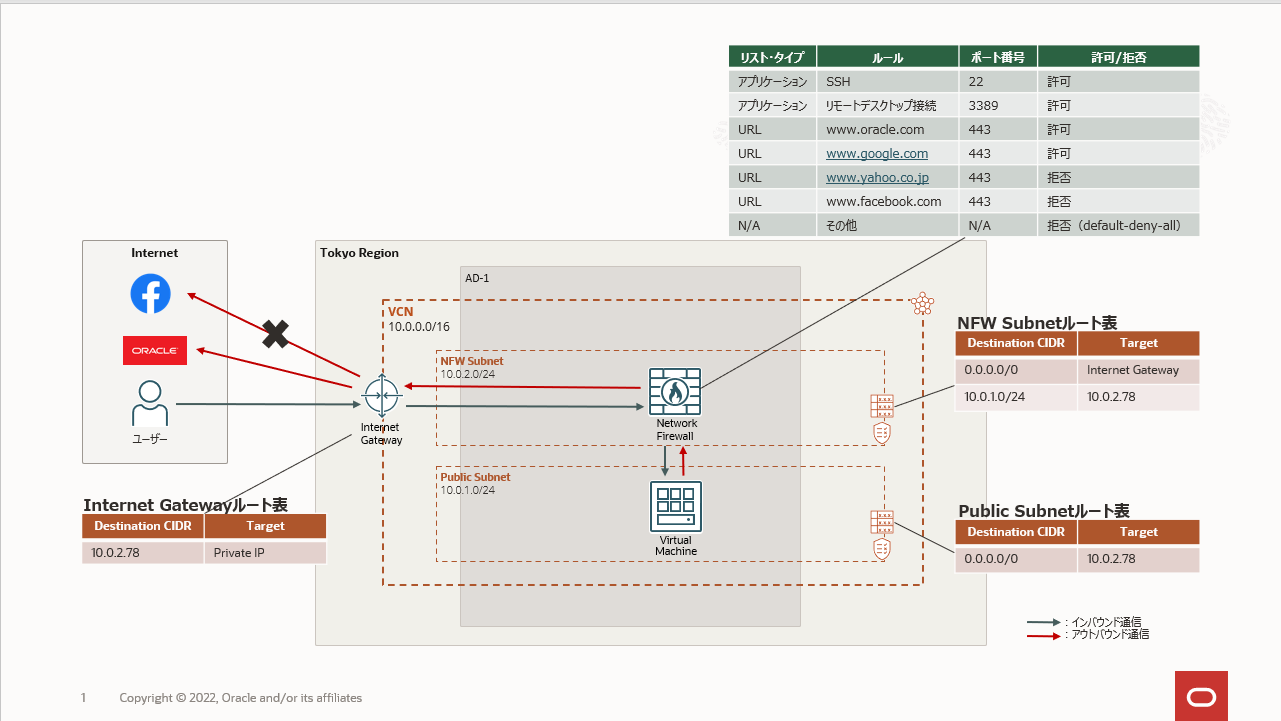 リスト・タイプ ルール ポート番号 許可/拒否
アプリケーション SSH 22 許可
アプリケーション リモートデスクトップ接続 3389 許可
URL www.oracle.com 443 許可
URL www.google.com 443 許可
URL www.yahoo.co.jp 443 拒否
URL www.facebook.com 443 拒否
N/A その他 N/A 拒否（default-deny-all）
Internet
ORACLE
ユーザー
Tokyo Region
AD-1
VCN
10.0.0.0/16
NFW Subnet
10.0.2.0/24
Internet
Gateway
Network
Firewall
Public Subnet
10.0.1.0/24
Virtual
Machine
NFW Subnetルート表
Destination CIDR Target
0.0.0.0/0 Internet Gateway
10.0.1.0/24 10.0.2.78
Internet Gatewayルート表
Destination CIDR Target
10.0.2.78 Private IP
Public Subnetルート表
Destination CIDR Target
0.0.0.0/0 10.0.2.78
：インバウンド通信
：アウトバウンド通信
1 Copyright © 2022, Oracle and/or its affiliates